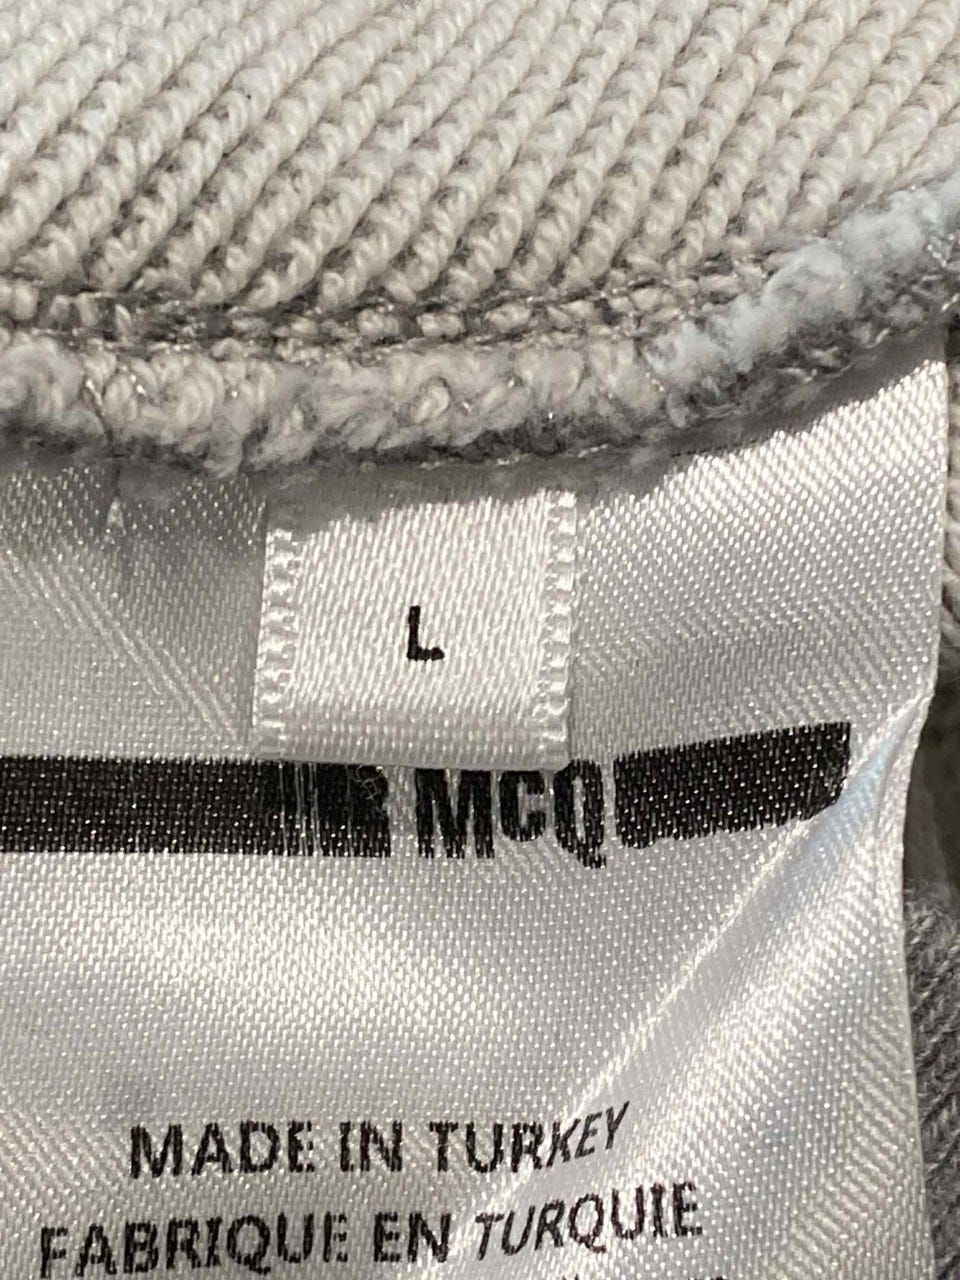 L
MCQ
MADE IN TURKEY
FABRIQUE EN TURQUIE